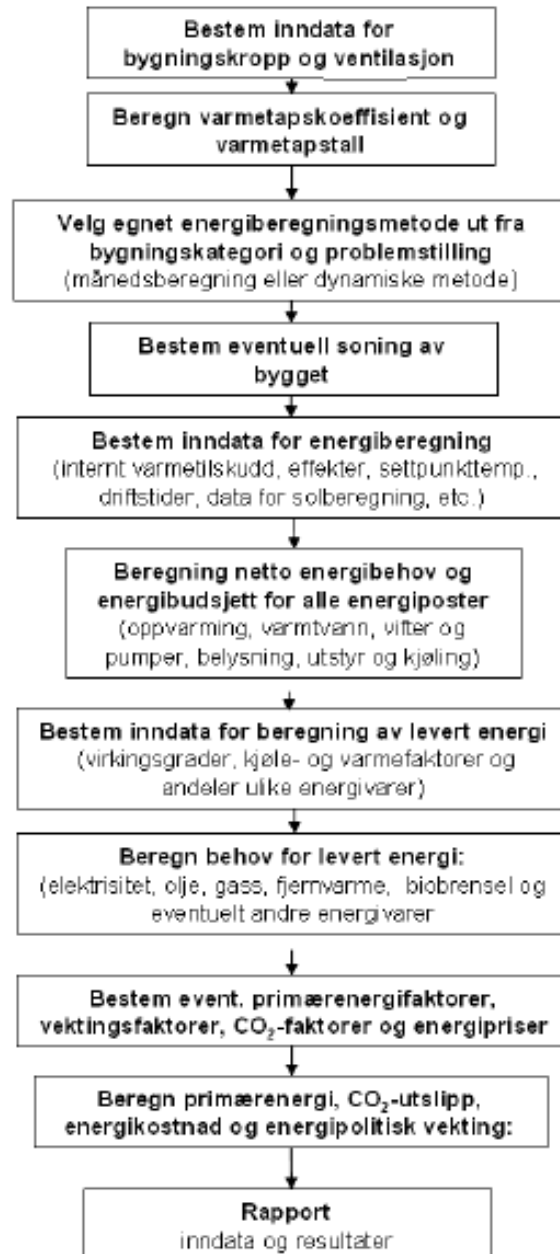 Bestem inndata for
bygningskropp og ventilasjon
Beregn varmetapskoeffisient og
varmetapstall
Velg egnet energiberegningsmetode ut fra
bygningskategori og problemstilling
(månedsberegning eller dynamiske metode)
Bestem eventuell soning av
bygget
Bestem inndata for energiberegning
(internt varmetilskudd, effekter, settpunkttemp.,
driftstider, data for solberegning, etc.)
Beregning netto energibehov og
energibudsjett for alle energiposter
(oppvarming, varmtvann, vifter og
pumper, belysning, utstyr og kjøling)
Bestem inndata for beregning av levert energi
(virkingsgrader, kjøle- og varmefaktorer og
andeler ulike energivarer)
Beregn behov for levert energi:
(elektrisitet, olje, gass, fjernvarme, biobrensel og
eventuelt andre energivarer
Bestem event. primærenergifaktorer,
vektingsfaktorer, CO₂-faktorer og energipriser
Beregn primærenergi, CO₂-utslipp,
energikostnad og energipolitisk vekting:
Rapport
inndata og resultater